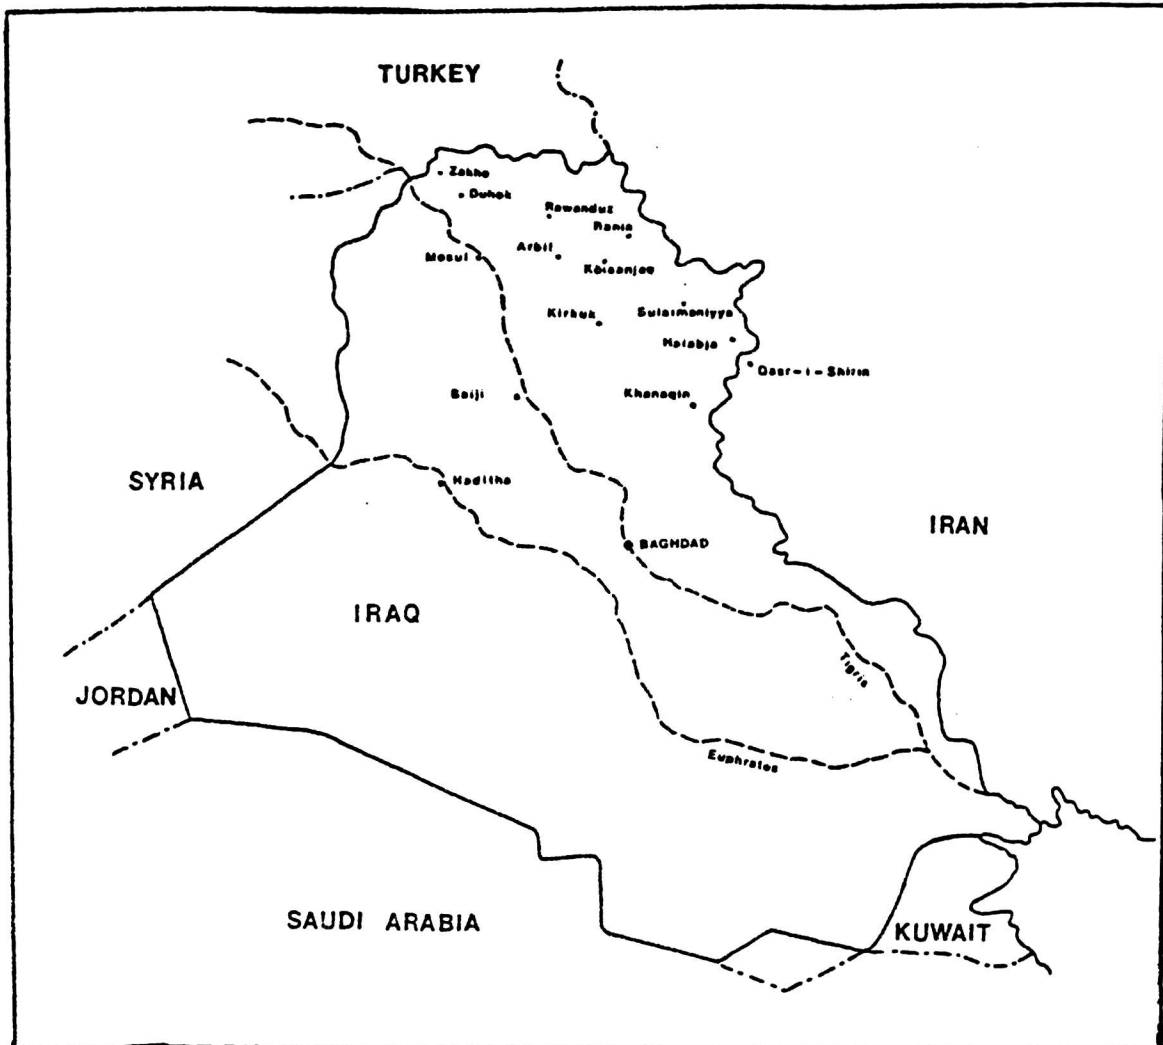 TURKEY
Zakho
Duhok
Rawanduz
Rania
Mosul
Arbil
Koisanjee
Kirkuk
Sulaimaniyya
Halabja
Qasr-i-Shirin
Baiji
Khanaqin
SYRIA
Haditha
IRAN
BAGHDAD
IRAQ
Tigris
JORDAN
Euphrates
SAUDI ARABIA
KUWAIT